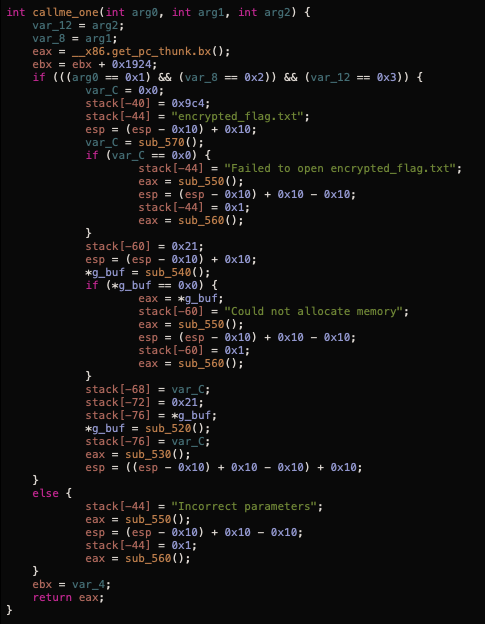 int callme_one(int arg0, int arg1, int arg2) {
    var_12 = arg2;
    var_8 = arg1;
    eax = __x86.get_pc_thunk.bx();
    ebx = ebx + 0x1924;
    if (((arg0 == 0x1) && (var_8 == 0x2)) && (var_12 == 0x3)) {
            var_C = 0x0;
            stack[-40] = 0x9c4;
            stack[-44] = "encrypted_flag.txt";
            esp = (esp - 0x10) + 0x10;
            var_C = sub_570();
            if (var_C == 0x0) {
                    stack[-44] = "Failed to open encrypted_flag.txt";
                    eax = sub_550();
                    esp = (esp - 0x10) + 0x10 - 0x10;
                    stack[-44] = 0x1;
                    eax = sub_560();
            }
            stack[-60] = 0x21;
            esp = (esp - 0x10) + 0x10;
            *g_buf = sub_540();
            if (*g_buf == 0x0) {
                    eax = *g_buf;
                    stack[-60] = "Could not allocate memory";
                    eax = sub_550();
                    esp = (esp - 0x10) + 0x10 - 0x10;
                    stack[-60] = 0x1;
                    eax = sub_560();
            }
            stack[-68] = var_C;
            stack[-72] = 0x21;
            stack[-76] = *g_buf;
            *g_buf = sub_520();
            stack[-76] = var_C;
            eax = sub_530();
            esp = ((esp - 0x10) + 0x10 - 0x10) + 0x10;
    }
    else {
            stack[-44] = "Incorrect parameters";
            eax = sub_550();
            esp = (esp - 0x10) + 0x10 - 0x10;
            stack[-44] = 0x1;
            eax = sub_560();
    }
    ebx = var_4;
    return eax;
}